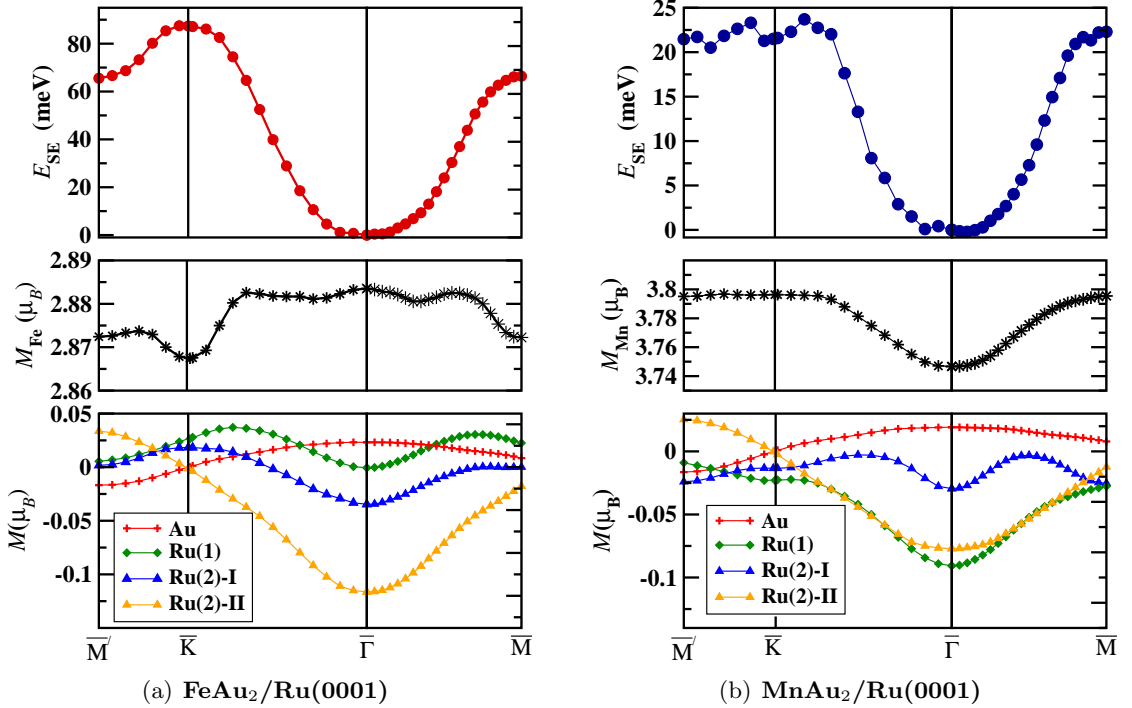 80
60
40
20
0
E_SE (meV)
2.89
2.88
2.87
2.86
M_Fe (μ_B)
0.05
0
-0.05
-0.1
M(μ_B)
Au
Ru(1)
Ru(2)-I
Ru(2)-II
M̅′ K̅ Γ̅ M̅
(a) FeAu₂/Ru(0001)
25
20
15
10
5
0
E_SE (meV)
3.8
3.78
3.76
3.74
M_Mn (μ_B)
0
-0.05
-0.1
M(μ_B)
Au
Ru(1)
Ru(2)-I
Ru(2)-II
M̅′ K̅ Γ̅ M̅
(b) MnAu₂/Ru(0001)